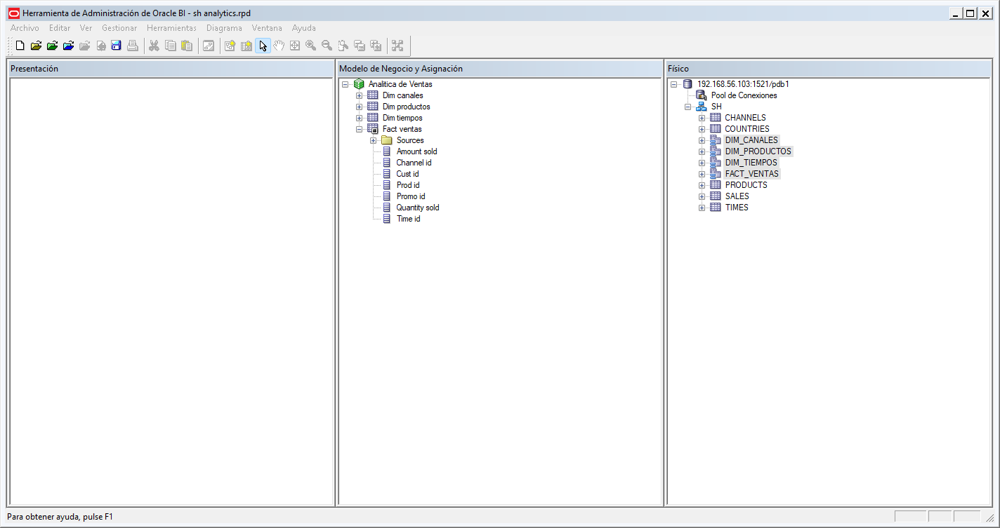 Herramienta de Administración de Oracle BI - sh analytics.rpd
Archivo Editar Ver Gestionar Herramientas Diagrama Ventana Ayuda
Presentación
Modelo de Negocio y Asignación
Analitica de Ventas
Dim canales
Dim productos
Dim tiempos
Fact ventas
Sources
Amount sold
Channel id
Cust id
Prod id
Promo id
Quantity sold
Time id
Físico
192.168.56.103:1521/pdb1
Pool de Conexiones
SH
CHANNELS
COUNTRIES
DIM_CANALES
DIM_PRODUCTOS
DIM_TIEMPOS
FACT_VENTAS
PRODUCTS
SALES
TIMES
Para obtener ayuda, pulse F1